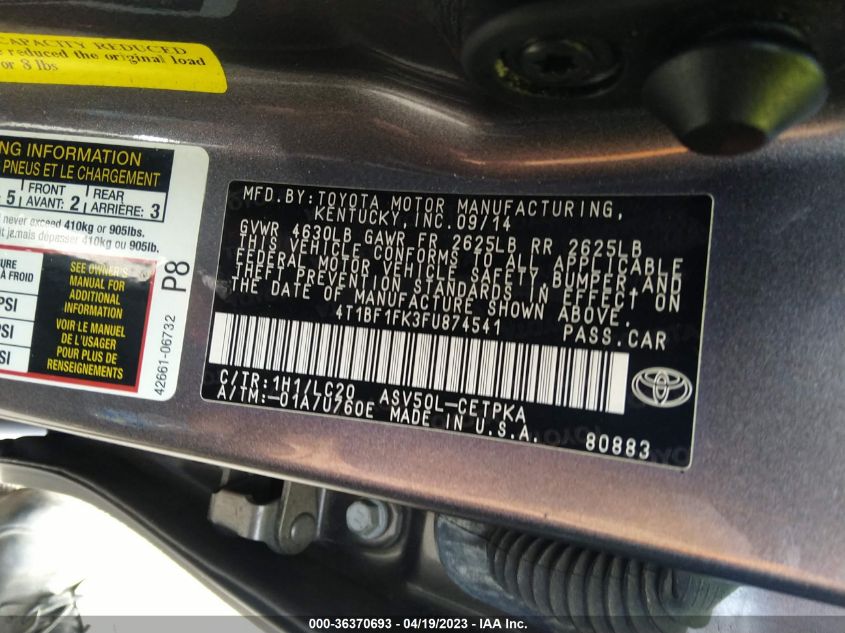 CAPACITY REDUCED
reduced the original load
or 8 lbs
NG INFORMATION
PNEUS ET LE CHARGEMENT
5 FRONT AVANT: 2 REAR ARRIÈRE: 3
never exceed 410kg or 905lbs.
it jamais dépasser 410kg ou 905lb.
À FROID
PSI
PSI
SEE OWNER'S
MANUAL FOR
ADDITIONAL
INFORMATION
VOIR LE MANUEL
DE L'USAGER
POUR PLUS DE
RENSEIGNEMENTS
42661-06732 P8
MFD.BY:TOYOTA MOTOR MANUFACTURING,
KENTUCKY,INC.09/14
GVWR 4630LB GAWR FR 2625LB RR 2625LB
THIS VEHICLE CONFORMS TO ALL APPLICABLE
FEDERAL MOTOR VEHICLE SAFETY,BUMPER,AND
THEFT PREVENTION STANDARDS IN EFFECT ON
THE DATE OF MANUFACTURE SHOWN ABOVE.
4T1BF1FK3FU874541 PASS.CAR
C/TR:1H1/LC20 ASV50L-CETPKA
A/TM:-01A/U760E MADE IN U.S.A. 80883
000-36370693 - 04/19/2023 - IAA Inc.